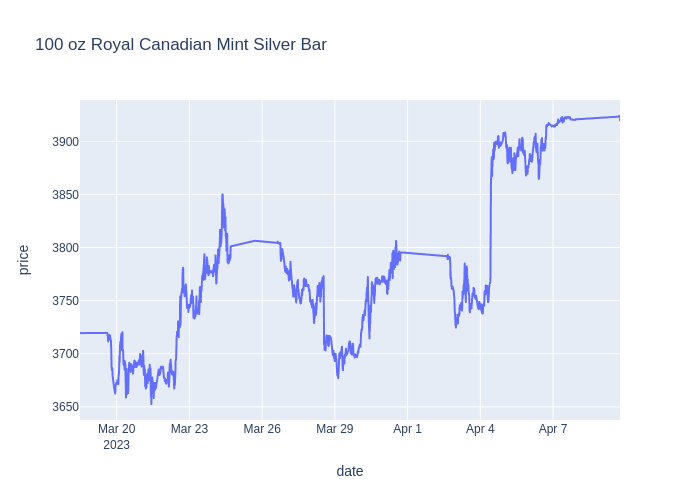 100 oz Royal Canadian Mint Silver Bar
3900
3850
3800
3750
3700
3650
price
Mar 20
2023
Mar 23
Mar 26
Mar 29
Apr 1
Apr 4
Apr 7
date